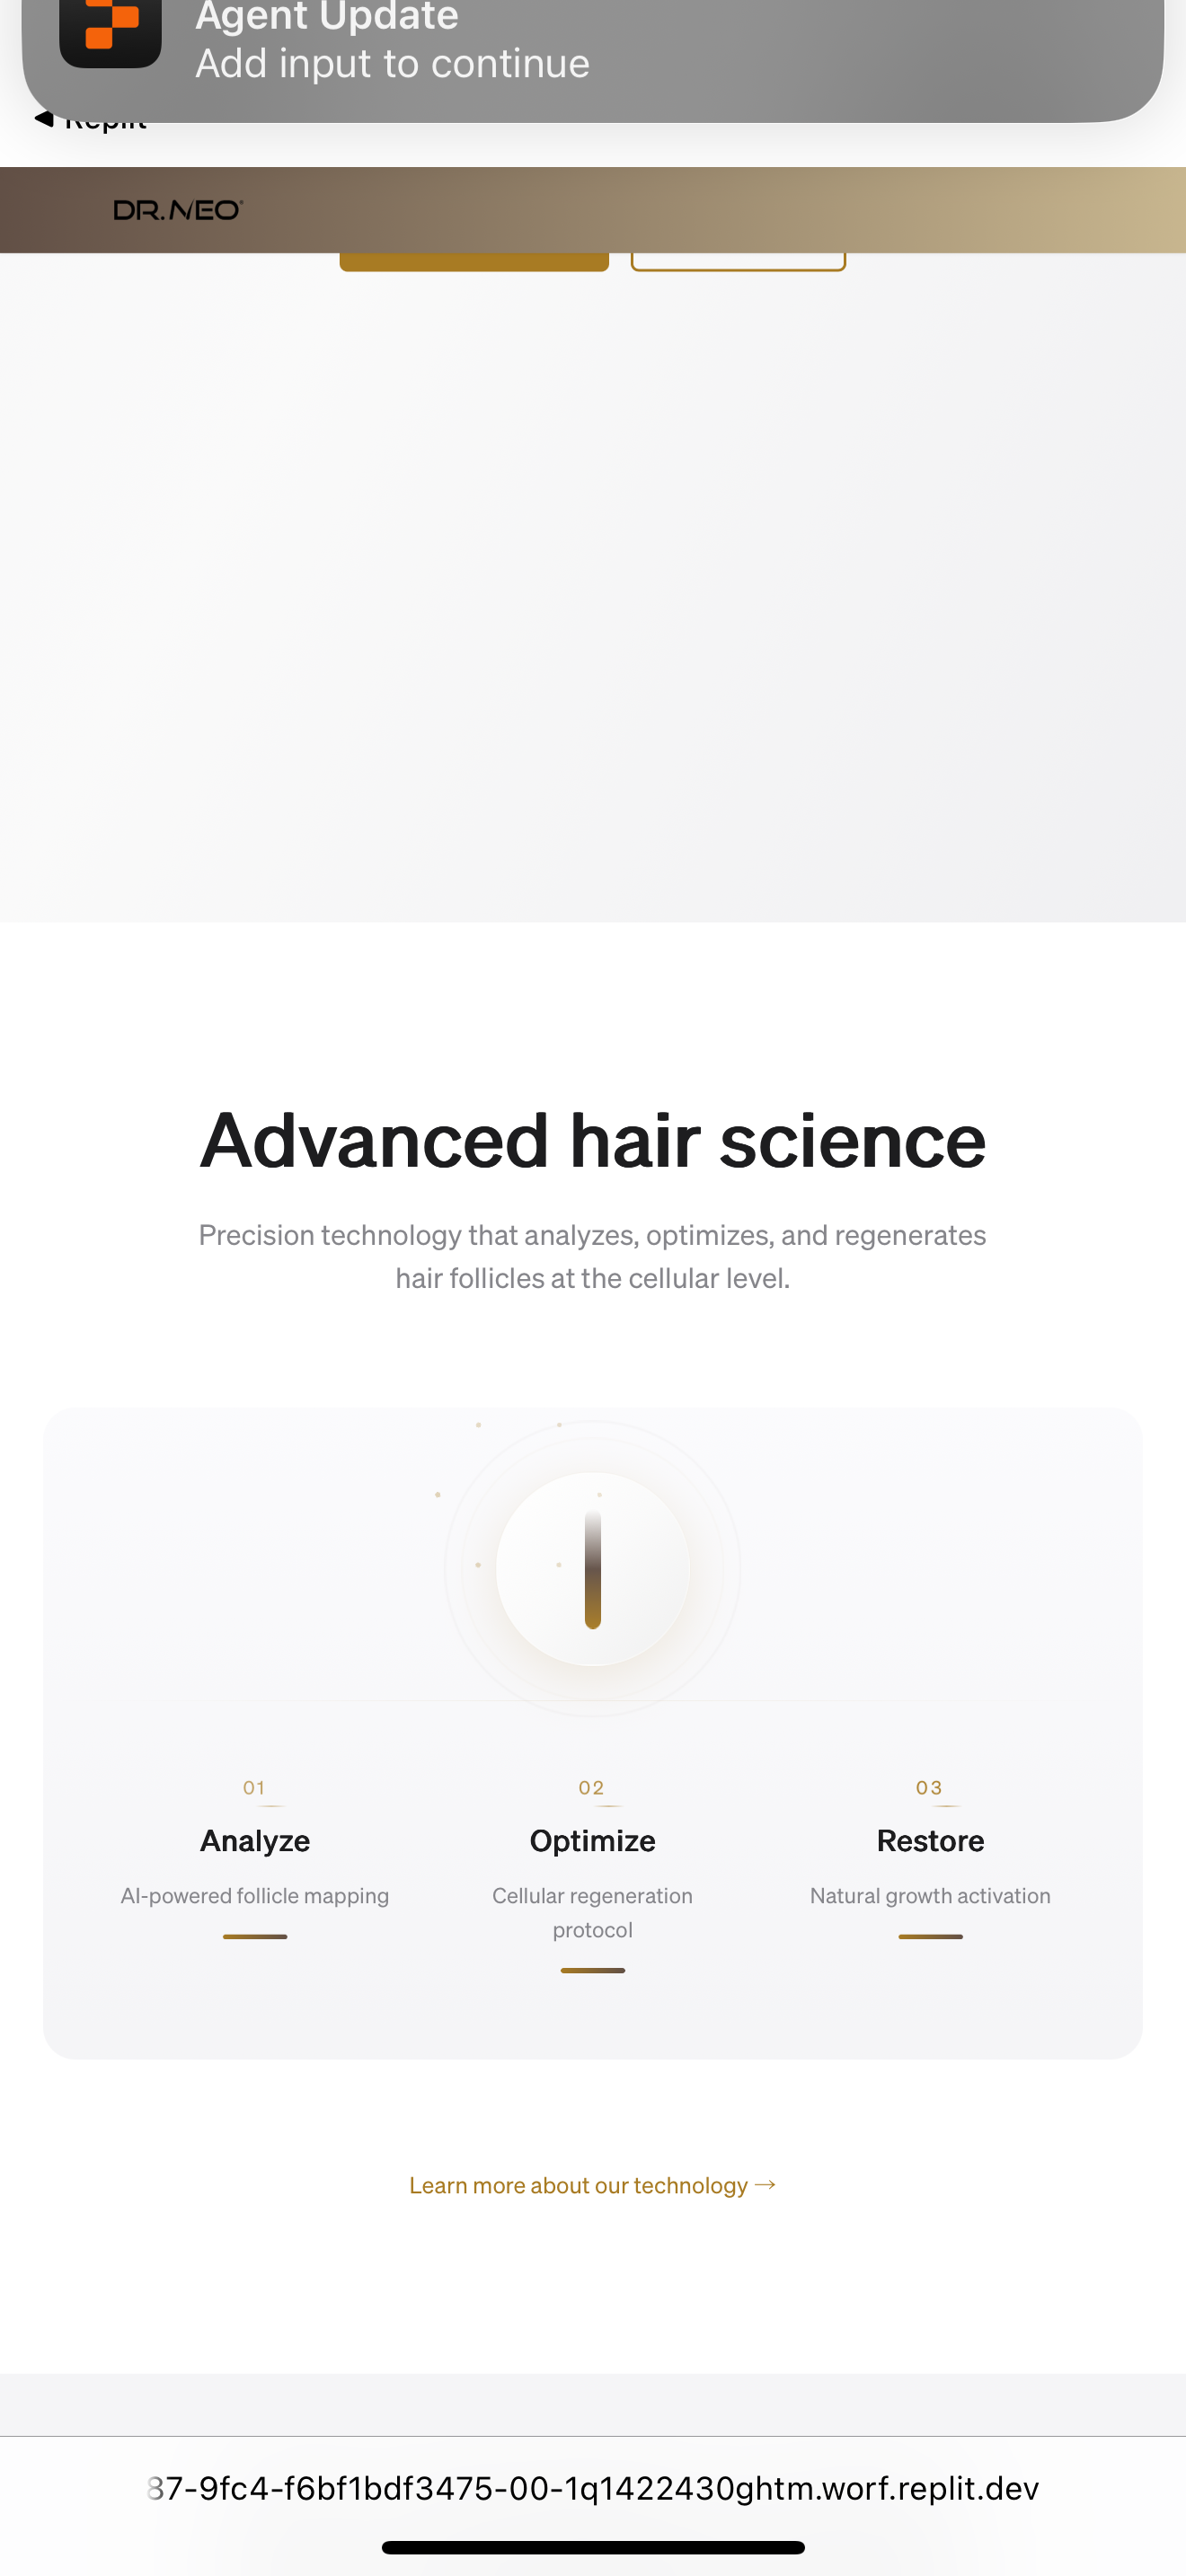 Agent Update
Add input to continue
Replit
DR. NEO
Advanced hair science
Precision technology that analyzes, optimizes, and regenerates
hair follicles at the cellular level.
01
02
03
Analyze
Optimize
Restore
AI-powered follicle mapping
Cellular regeneration
protocol
Natural growth activation
Learn more about our technology →
87-9fc4-f6bf1bdf3475-00-1q1422430ghtm.worf.replit.dev